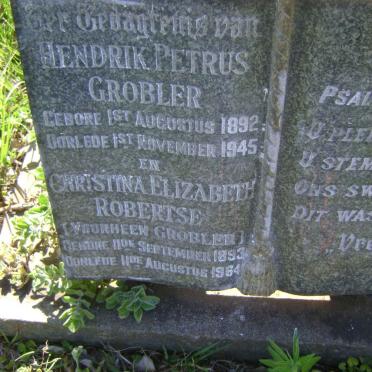 Ter Gedagtenis van
Hendrik Petrus
Grobler
Gebore 1st Augustus 1892.
Oorlede 1st November 1945.
en
Christina Elizabeth
Robertse
(Voorheen Grobler)
Gebore 11de September 1893.
Oorlede 11de Augustus 1964
Psal
U
U stem
Ons sw
Dit was